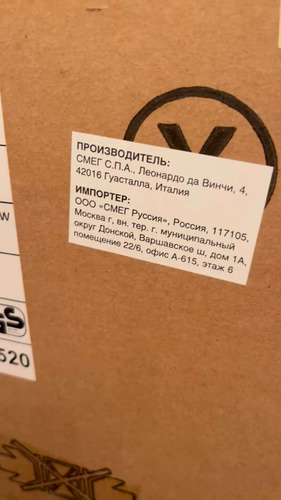 ПРОИЗВОДИТЕЛЬ:
СМЕГ С.П.А., Леонардо да Винчи, 4,
42016 Гуасталла, Италия
ИМПОРТЕР:
ООО «СМЕГ Руссия», Россия, 117105,
Москва г, вн. тер. г. муниципальный
округ Донской, Варшавское ш, дом 1А,
помещение 22/6, офис А-615, этаж 6
W
GS
520